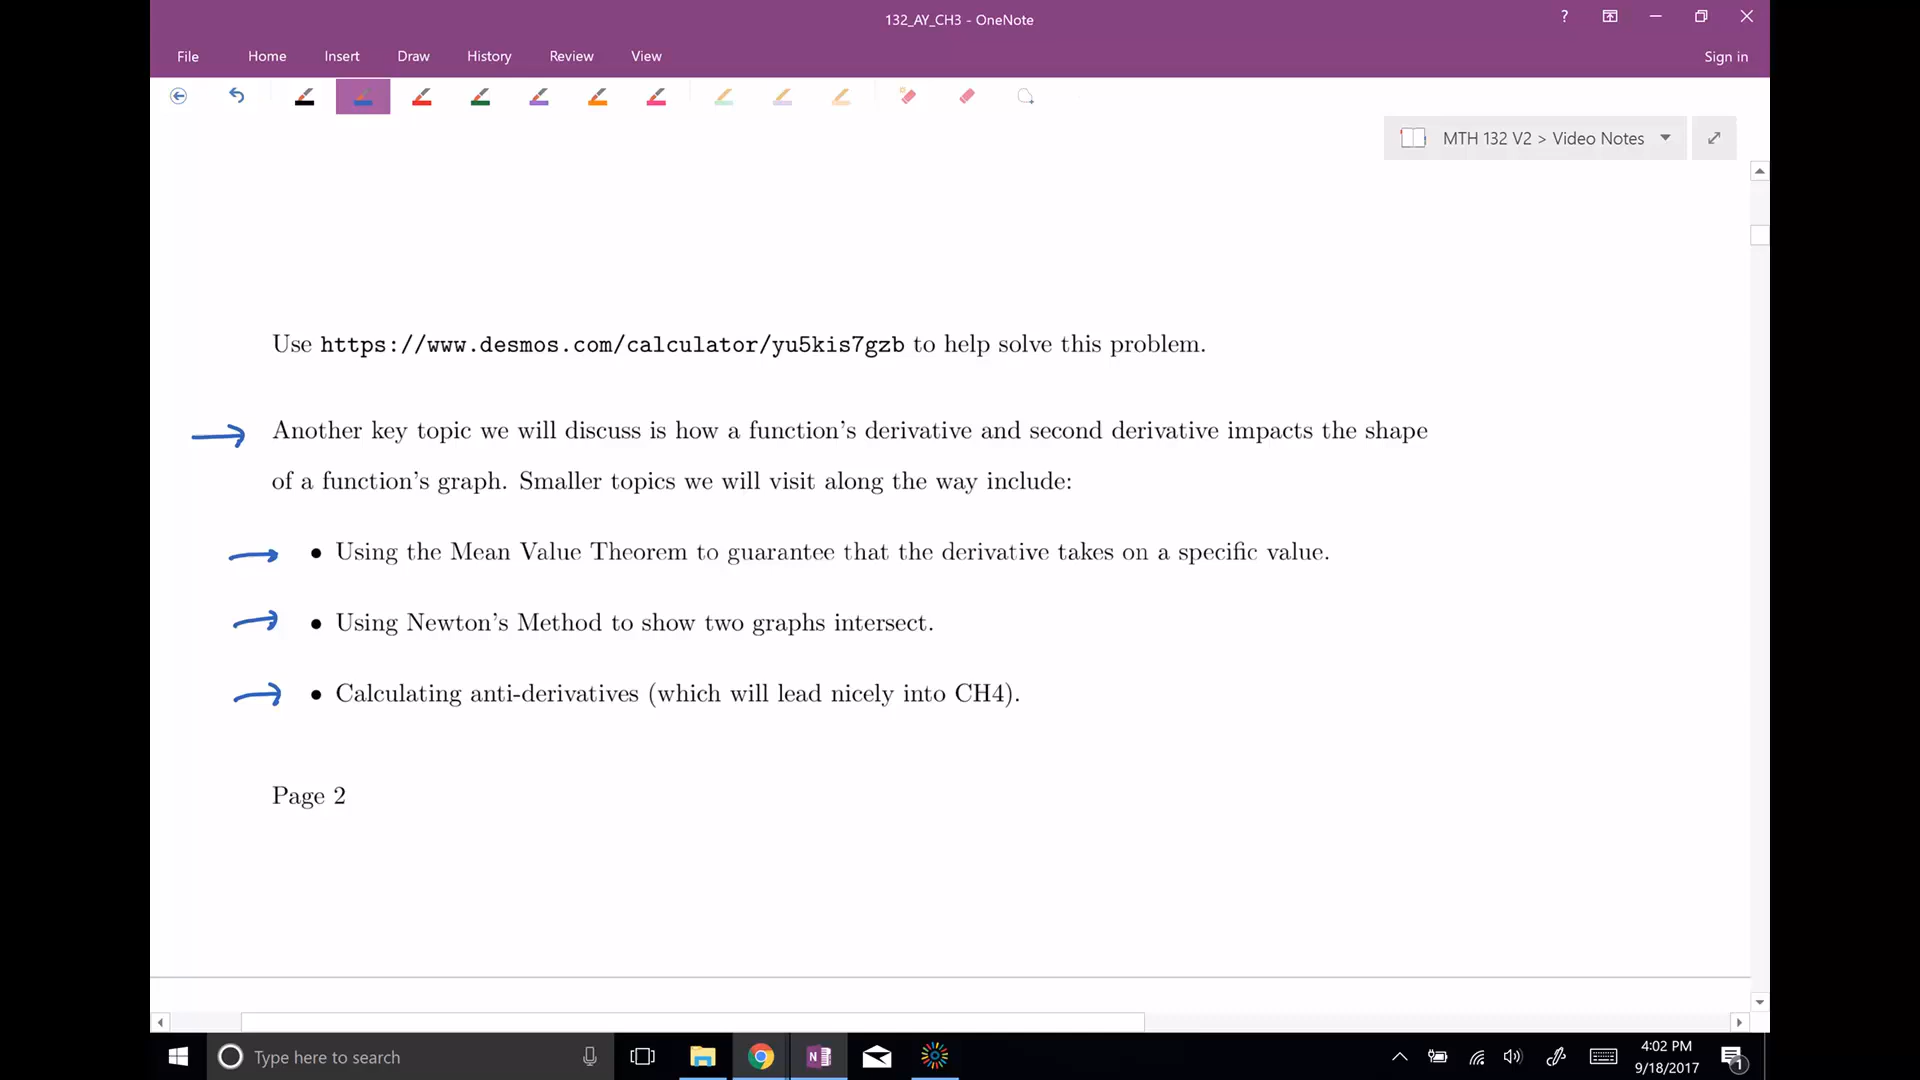 132_AY_CH3 - OneNote
?
File Home Insert Draw History Review View Sign in
MTH 132 V2 > Video Notes
Use https://www.desmos.com/calculator/yu5kis7gzb to help solve this problem.
Another key topic we will discuss is how a function's derivative and second derivative impacts the shape
of a function's graph. Smaller topics we will visit along the way include:
• Using the Mean Value Theorem to guarantee that the derivative takes on a specific value.
• Using Newton's Method to show two graphs intersect.
• Calculating anti-derivatives (which will lead nicely into CH4).
Page 2
Type here to search
N
4:02 PM
9/18/2017
1